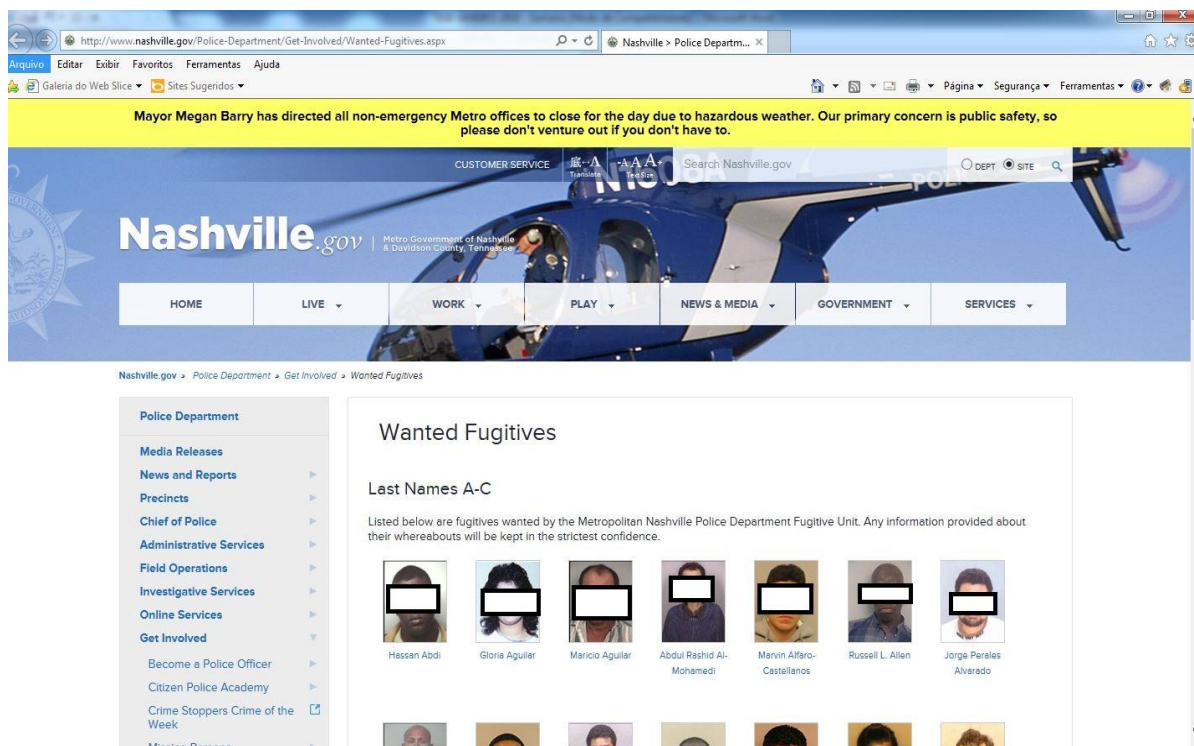 http://www.nashville.gov/Police-Department/Get-Involved/Wanted-Fugitives.aspx
Nashville > Police Departm...
Arquivo Editar Exibir Favoritos Ferramentas Ajuda
Galeria do Web Slice Sites Sugeridos
Página Segurança Ferramentas
Mayor Megan Barry has directed all non-emergency Metro offices to close for the day due to hazardous weather. Our primary concern is public safety, so
please don't venture out if you don't have to.
CUSTOMER SERVICE
Translate
-A A A+
Text Size
Search Nashville.gov
DEPT SITE
Nashville.gov
Metro Government of Nashville
& Davidson County, Tennessee
HOME LIVE WORK PLAY NEWS & MEDIA GOVERNMENT SERVICES
Nashville.gov » Police Department » Get Involved » Wanted Fugitives
Police Department
Media Releases
News and Reports
Precincts
Chief of Police
Administrative Services
Field Operations
Investigative Services
Online Services
Get Involved
Become a Police Officer
Citizen Police Academy
Crime Stoppers Crime of the
Week
Wanted Fugitives
Last Names A-C
Listed below are fugitives wanted by the Metropolitan Nashville Police Department Fugitive Unit. Any information provided about
their whereabouts will be kept in the strictest confidence.
Hassan Abdi
Gloria Aguilar
Maricio Aguilar
Abdul Rashid Al-
Mohamedi
Marvin Alfaro-
Castellanos
Russell L. Allen
Jorge Perales
Alvarado